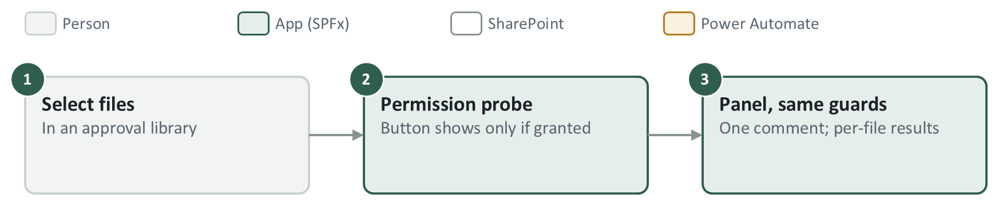 Person
App (SPFx)
SharePoint
Power Automate
1
Select files
In an approval library
2
Permission probe
Button shows only if granted
3
Panel, same guards
One comment; per-file results